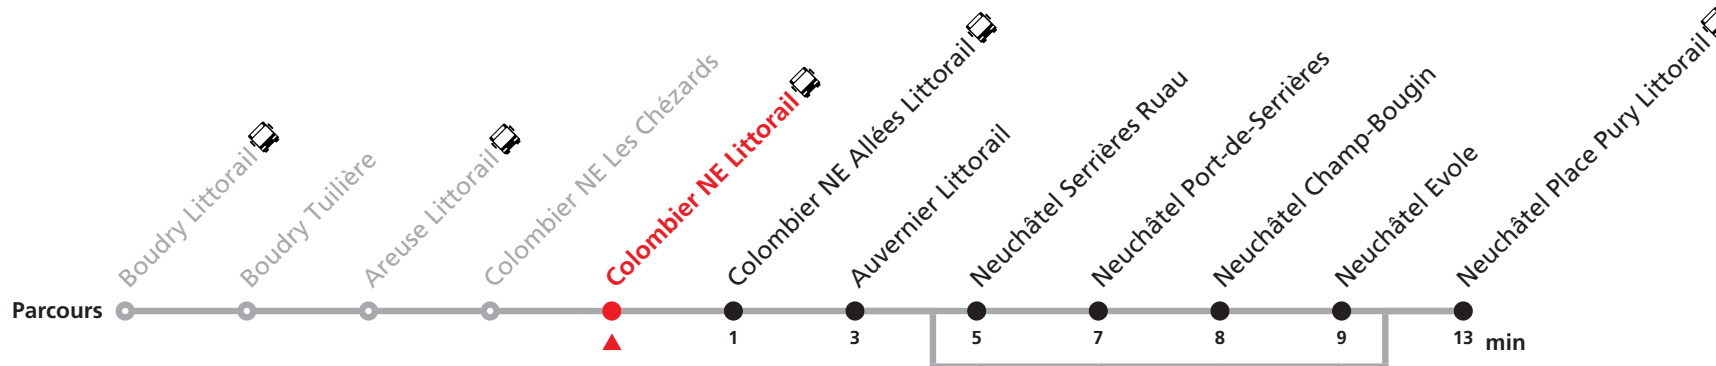 Boudry Littorail
Boudry Tuilière
Areuse Littorail
Colombier NE Les Chézards
Colombier NE Littorail
Colombier NE Allées Littorail
Auvernier Littorail
Neuchâtel Serrières Ruau
Neuchâtel Port-de-Serrières
Neuchâtel Champ-Bougin
Neuchâtel Evole
Neuchâtel Place Pury Littorail
Parcours
1 3 5 7 8 9 13 min